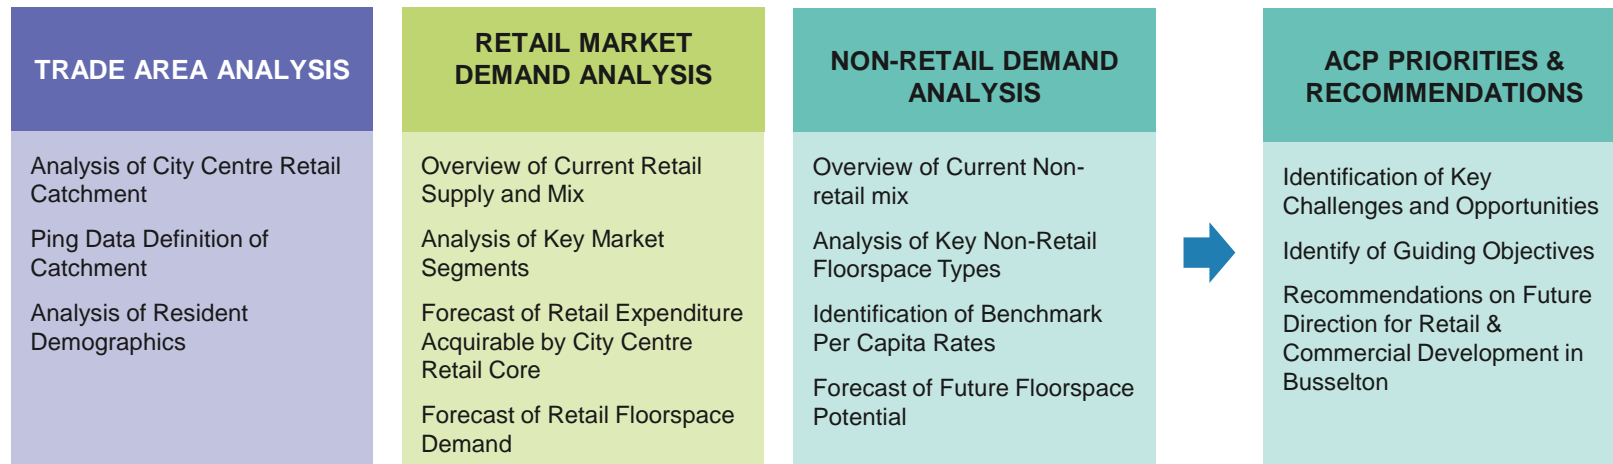 TRADE AREA ANALYSIS
Analysis of City Centre Retail
Catchment
Ping Data Definition of
Catchment
Analysis of Resident
Demographics
RETAIL MARKET
DEMAND ANALYSIS
Overview of Current Retail
Supply and Mix
Analysis of Key Market
Segments
Forecast of Retail Expenditure
Acquirable by City Centre
Retail Core
Forecast of Retail Floorspace
Demand
NON-RETAIL DEMAND
ANALYSIS
Overview of Current Non-
retail mix
Analysis of Key Non-Retail
Floorspace Types
Identification of Benchmark
Per Capita Rates
Forecast of Future Floorspace
Potential
ACP PRIORITIES &
RECOMMENDATIONS
Identification of Key
Challenges and Opportunities
Identify of Guiding Objectives
Recommendations on Future
Direction for Retail &
Commercial Development in
Busselton